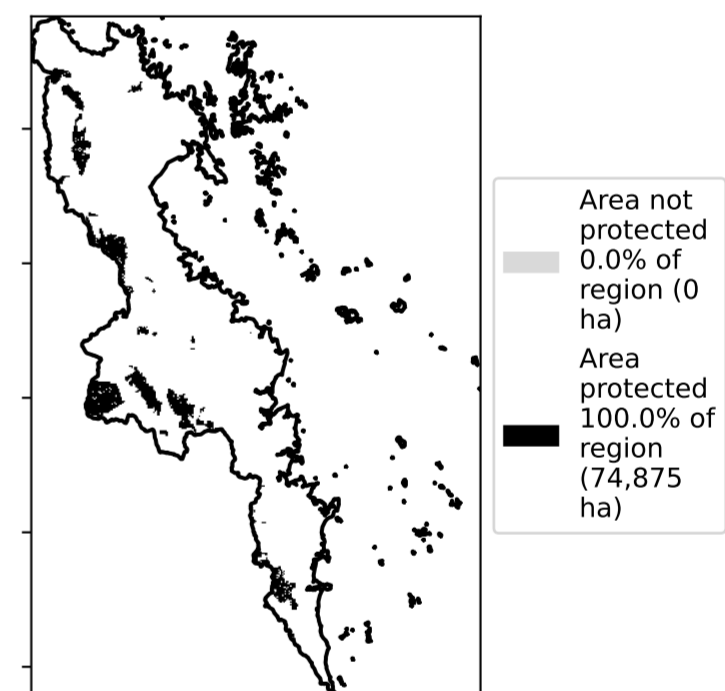 Area not
protected
0.0% of
region (0
ha)
Area
protected
100.0% of
region
(74,875
ha)